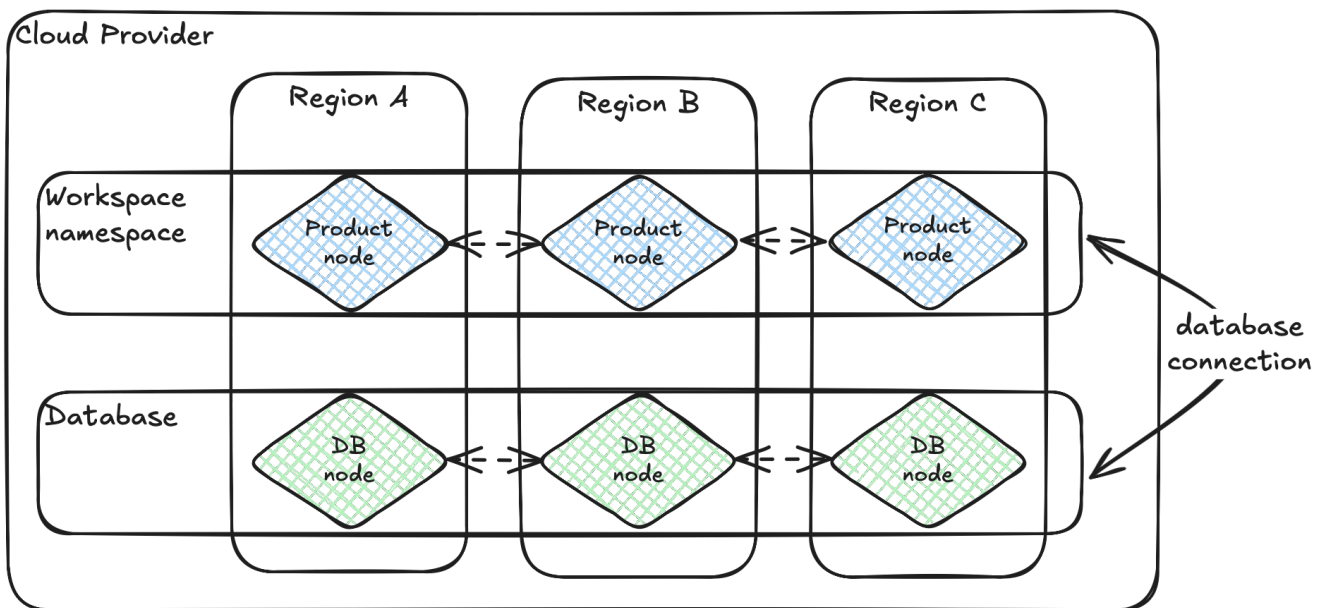 Cloud Provider
Region A
Region B
Region C
Workspace
namespace
Product
node
Product
node
Product
node
database
connection
Database
DB
node
DB
node
DB
node